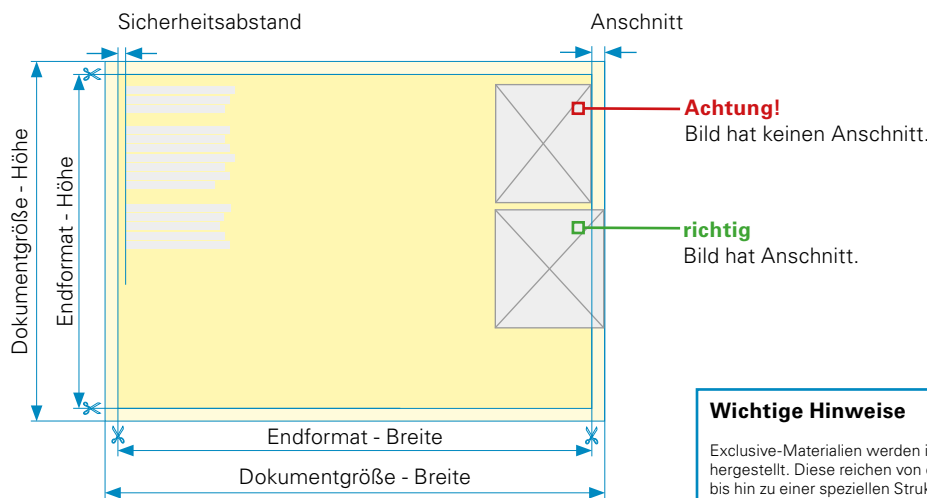 Sicherheitsabstand
Anschnitt
Achtung!
Bild hat keinen Anschnitt.
richtig
Bild hat Anschnitt.
Dokumentgröße - Höhe
Endformat - Höhe
Endformat - Breite
Dokumentgröße - Breite
Wichtige Hinweise
Exclusive-Materialien werden
hergestellt. Diese reichen von
bis hin zu einer speziellen